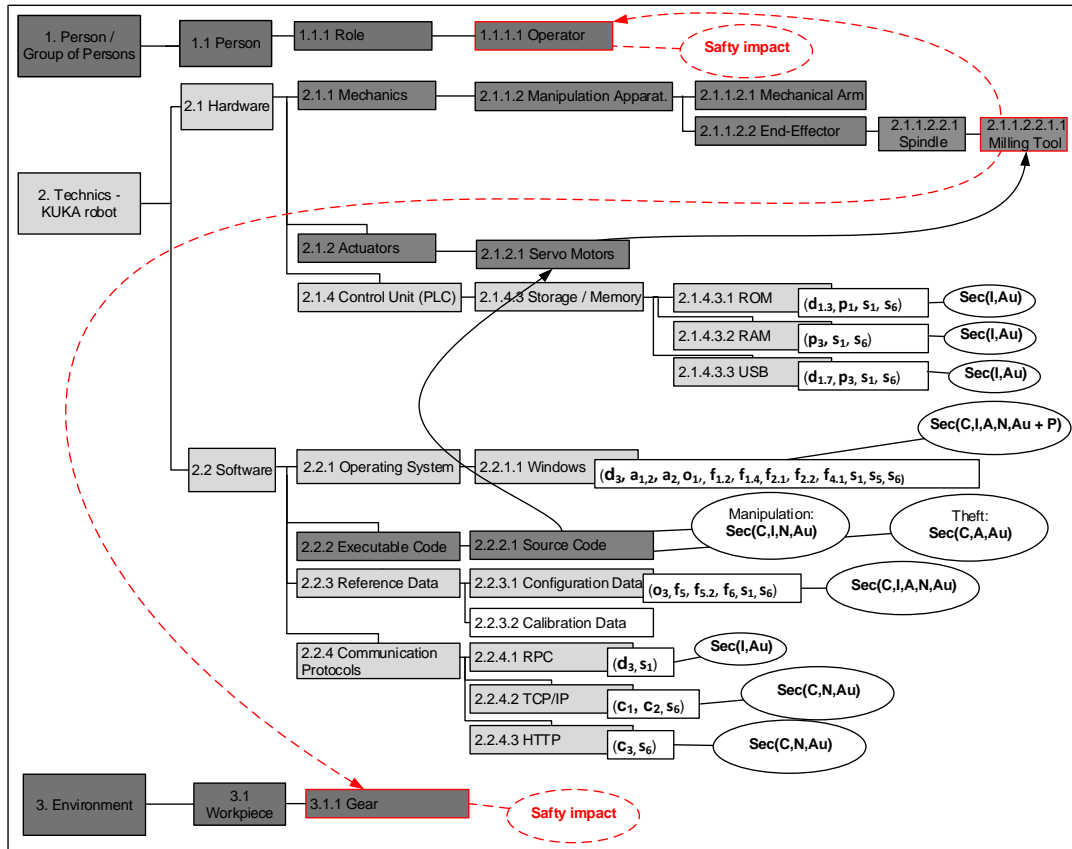 1. Person /
Group of Persons
1.1 Person
1.1.1 Role
1.1.1.1 Operator
Safty impact
2. Technics -
KUKA robot
2.1 Hardware
2.1.1 Mechanics
2.1.1.2 Manipulation Apparat.
2.1.1.2.1 Mechanical Arm
2.1.1.2.2 End-Effector
2.1.1.2.2.1
Spindle
2.1.1.2.2.1.1
Milling Tool
2.1.2 Actuators
2.1.2.1 Servo Motors
2.1.4 Control Unit (PLC)
2.1.4.3 Storage / Memory
2.1.4.3.1 ROM
(d1.3, p1, s1, s6)
Sec(I,Au)
2.1.4.3.2 RAM
(p3, s1, s6)
Sec(I,Au)
2.1.4.3.3 USB
(d1.7, p3, s1, s6)
Sec(I,Au)
2.2 Software
2.2.1 Operating System
2.2.1.1 Windows
(d3, a1,2, a2, o1,, f1.2, f1.4, f2.1, f2.2, f4.1, s1, s5, s6)
Sec(C,I,A,N,Au + P)
2.2.2 Executable Code
2.2.2.1 Source Code
Manipulation:
Sec(C,I,N,Au)
Theft:
Sec(C,A,Au)
2.2.3 Reference Data
2.2.3.1 Configuration Data
(o3, f5, f5.2, f6, s1, s6)
Sec(C,I,A,N,Au)
2.2.3.2 Calibration Data
2.2.4 Communication
Protocols
2.2.4.1 RPC
(d3, s1)
Sec(I,Au)
2.2.4.2 TCP/IP
(c1, c2, s6)
Sec(C,N,Au)
2.2.4.3 HTTP
(c3, s6)
Sec(C,N,Au)
3. Environment
3.1
Workpiece
3.1.1 Gear
Safty impact